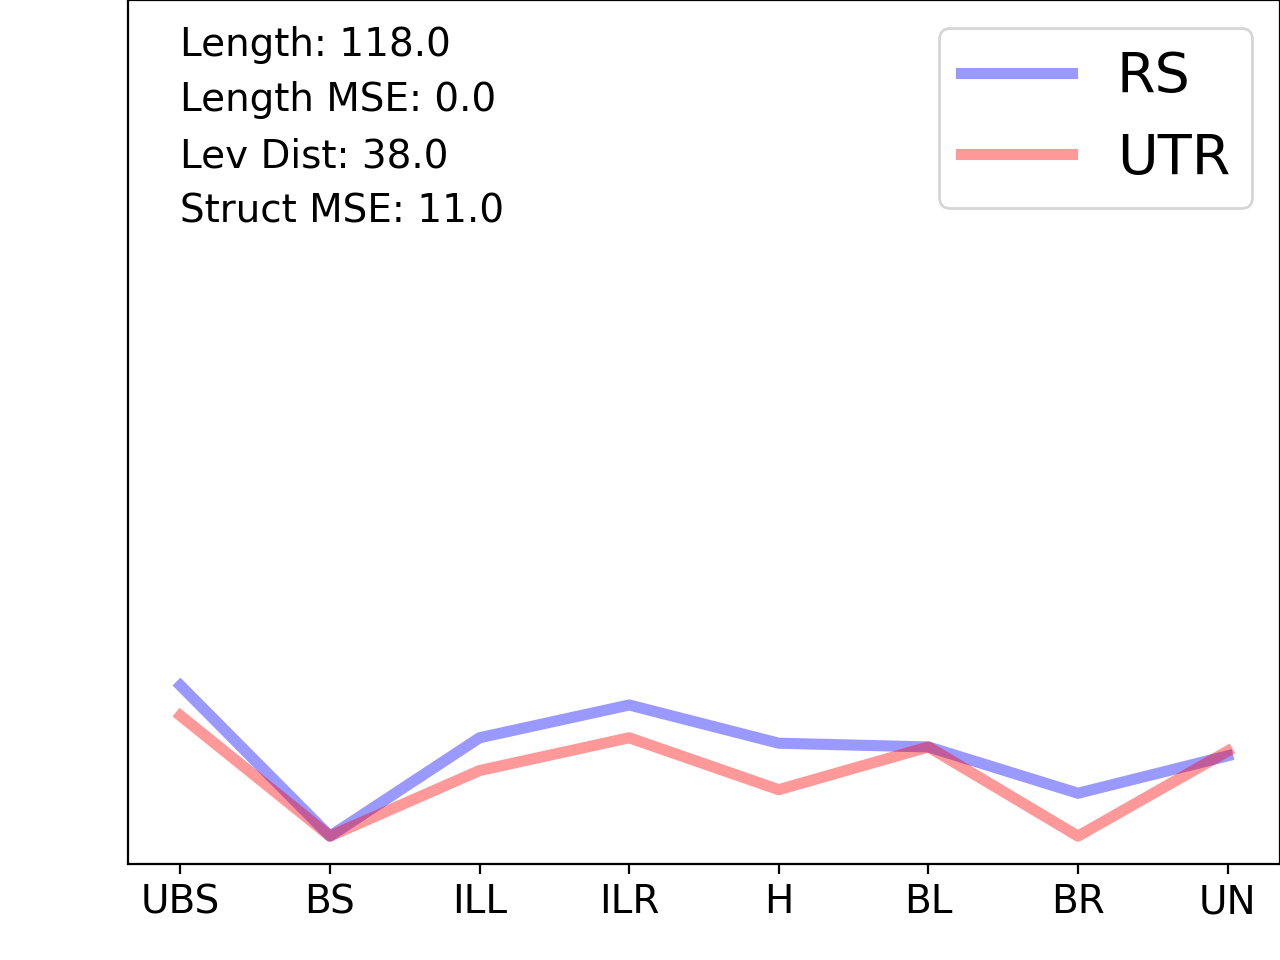 Length: 118.0
Length MSE: 0.0
Lev Dist: 38.0
Struct MSE: 11.0
RS
UTR
UBS BS ILL ILR H BL BR UN